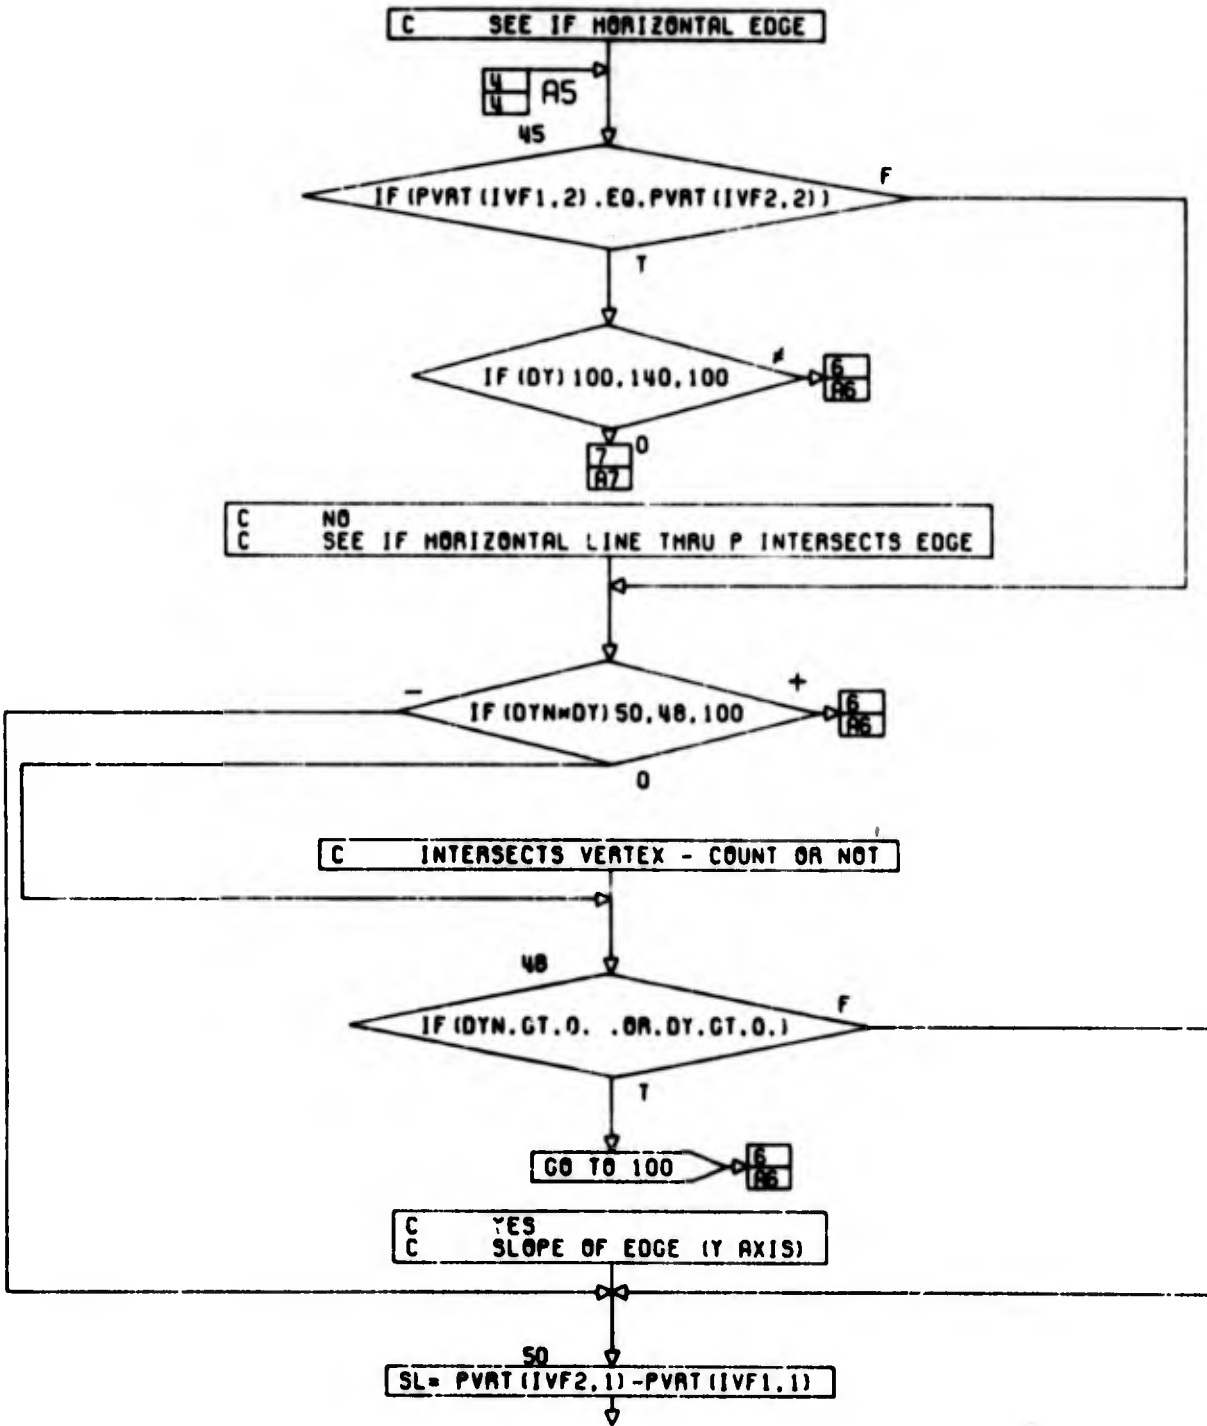 C SEE IF HORIZONTAL EDGE
4
4
A5
45
IF(PVRT(IVF1,2).EQ.PVRT(IVF2,2))
F
T
IF(DY)100,140,100
≠
6
A6
0
7
A7
C NO
C SEE IF HORIZONTAL LINE THRU P INTERSECTS EDGE
-
+
IF(DYN*DY)50,48,100
6
A6
0
C INTERSECTS VERTEX - COUNT OR NOT
48
F
IF(DYN.GT.0. .OR.DY.GT.0.)
T
GO TO 100
6
A6
C YES
C SLOPE OF EDGE (Y AXIS)
50
SL= PVRT(IVF2,1)-PVRT(IVF1,1)